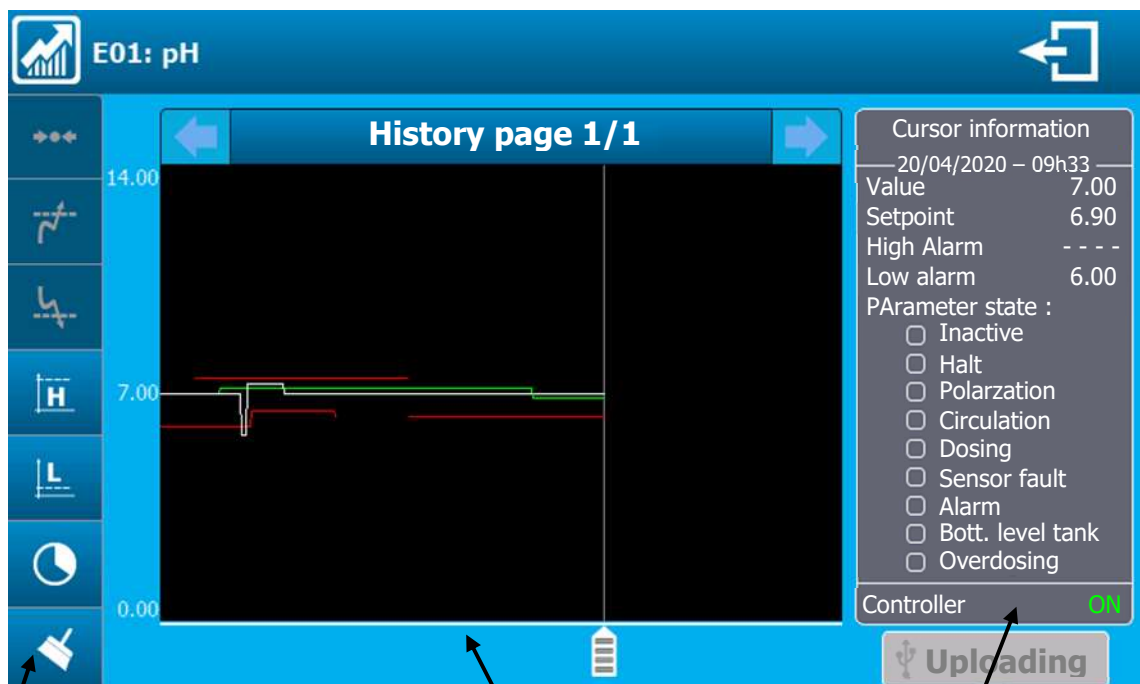 E01: pH
History page 1/1
14.00
7.00
0.00
H
L
Cursor information
20/04/2020 – 09h33
Value 7.00
Setpoint 6.90
High Alarm - - - -
Low alarm 6.00
PArameter state :
Inactive
Halt
Polarzation
Circulation
Dosing
Sensor fault
Alarm
Bott. level tank
Overdosing
Controller ON
Uploading